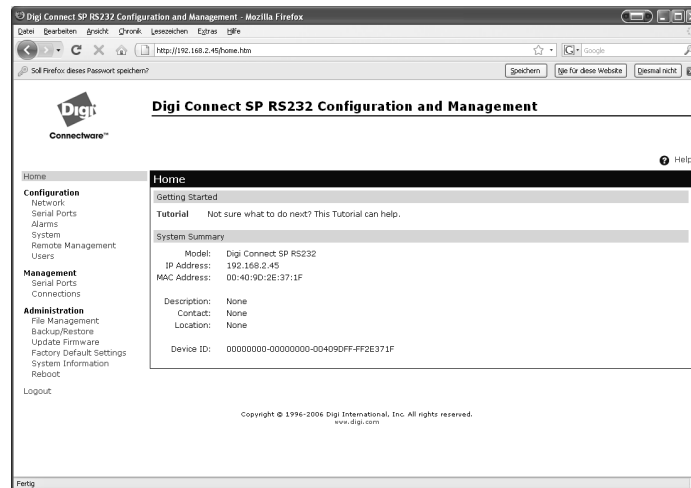 Digi Connect SP RS232 Configuration and Management - Mozilla Firefox
Datei Bearbeiten Ansicht Chronik Lesezeichen Extras Hilfe
http://192.168.2.45/home.htm
G Google
Soll Firefox dieses Passwort speichern?
Speichern Nie für diese Website Diesmal nicht
Digi
Connectware™
Digi Connect SP RS232 Configuration and Management
Help
Home
Configuration
Network
Serial Ports
Alarms
System
Remote Management
Users
Management
Serial Ports
Connections
Administration
File Management
Backup/Restore
Update Firmware
Factory Default Settings
System Information
Reboot
Logout
Home
Getting Started
Tutorial Not sure what to do next? This Tutorial can help.
System Summary
Model: Digi Connect SP RS232
IP Address: 192.168.2.45
MAC Address: 00:40:9D:2E:37:1F
Description: None
Contact: None
Location: None
Device ID: 00000000-00000000-00409DFF-FF2E371F
Copyright © 1996-2006 Digi International, Inc. All rights reserved.
www.digi.com
Fertig